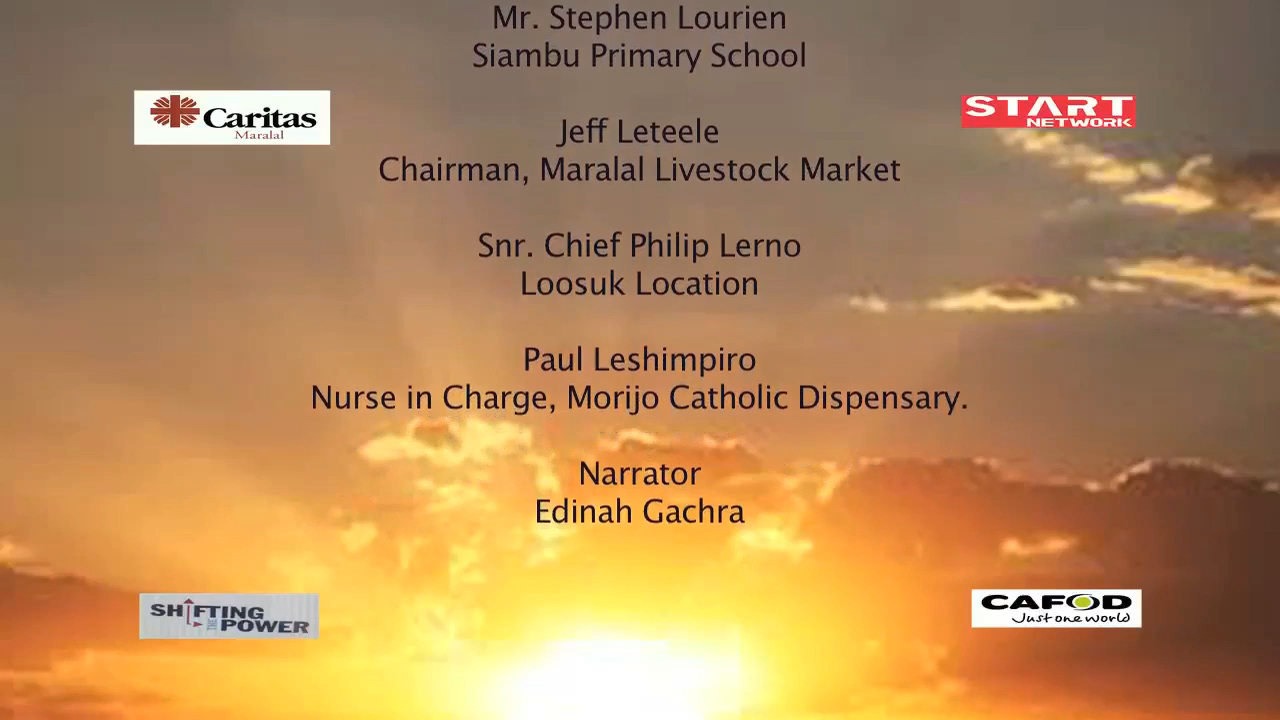 Mr. Stephen Lourien
Siambu Primary School
Caritas
Maralal
START
NETWORK
Jeff Leteele
Chairman, Maralal Livestock Market
Snr. Chief Philip Lerno
Loosuk Location
Paul Leshimpiro
Nurse in Charge, Morijo Catholic Dispensary.
Narrator
Edinah Gachra
SHIFTING
THE POWER
CAFOD
Just one world